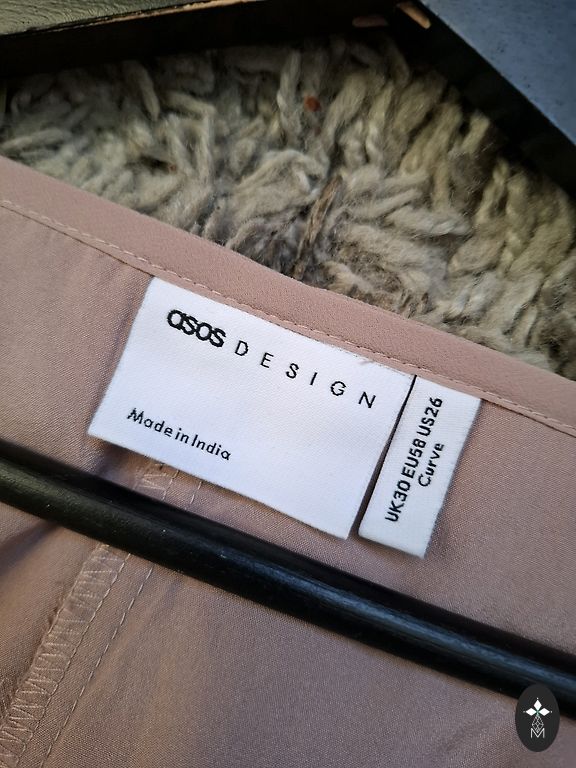 asos DESIGN
Made in India
UK30 EU58 US26
Curve
M